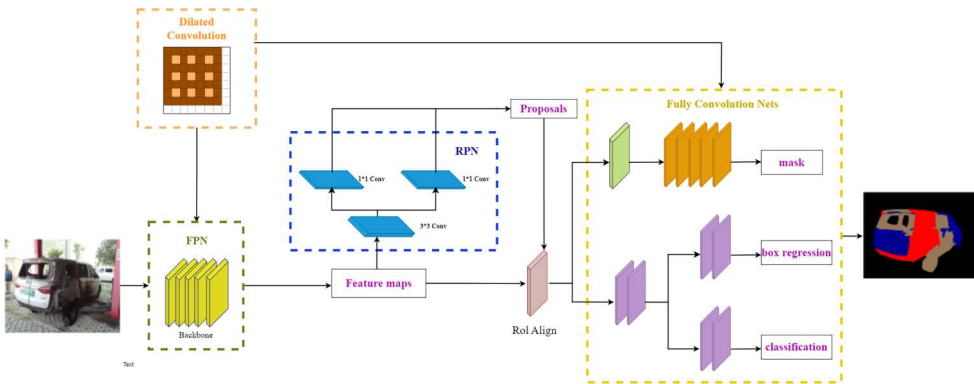 Dilated
Convolution
Proposals
Fully Convolution Nets
RPN
1*1 Conv
1*1 Conv
mask
3*3 Conv
FPN
box regression
Feature maps
Backbone
RoI Align
classification
Text